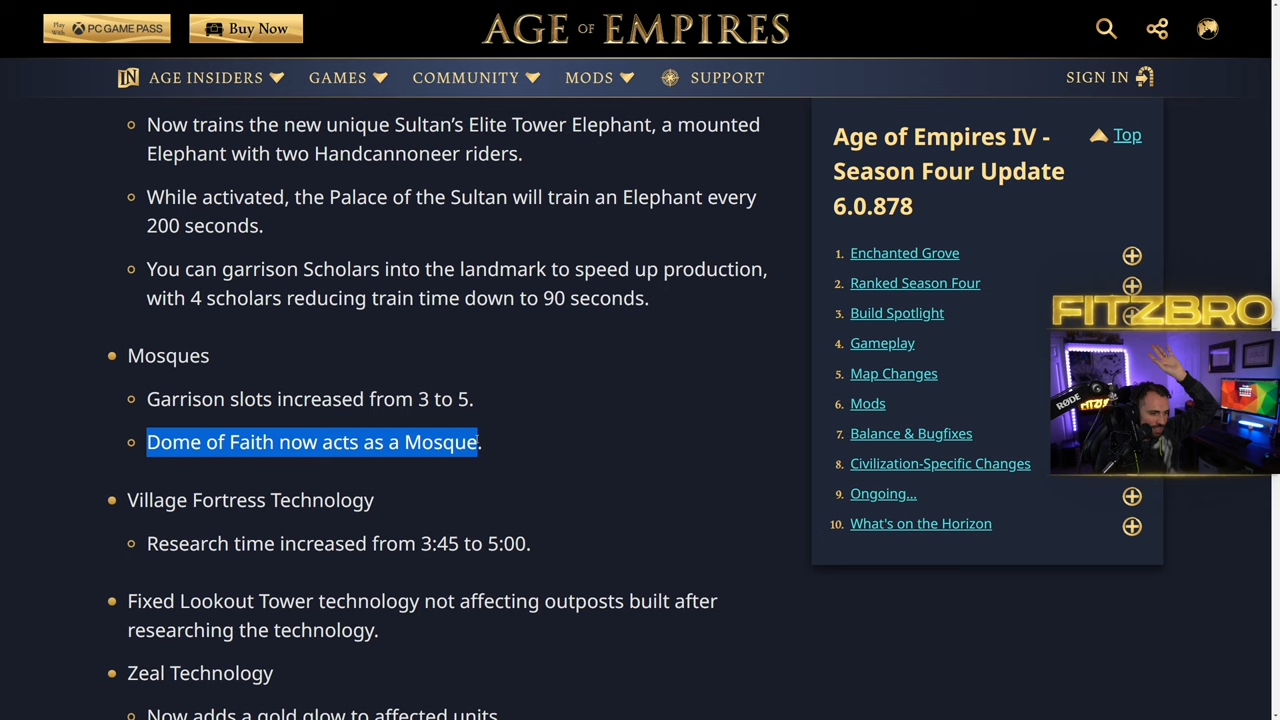 Play With
PC GAME PASS
Buy Now
AGE OF EMPIRES
AGE INSIDERS
GAMES
COMMUNITY
MODS
SUPPORT
SIGN IN
Now trains the new unique Sultan's Elite Tower Elephant, a mounted
Elephant with two Handcannoneer riders.
While activated, the Palace of the Sultan will train an Elephant every
200 seconds.
You can garrison Scholars into the landmark to speed up production,
with 4 scholars reducing train time down to 90 seconds.
Mosques
Garrison slots increased from 3 to 5.
Dome of Faith now acts as a Mosque.
Village Fortress Technology
Research time increased from 3:45 to 5:00.
Fixed Lookout Tower technology not affecting outposts built after
researching the technology.
Zeal Technology
Now adds a gold glow to affected units
Age of Empires IV -
Season Four Update
6.0.878
Top
1. Enchanted Grove
2. Ranked Season Four
3. Build Spotlight
4. Gameplay
5. Map Changes
6. Mods
7. Balance & Bugfixes
8. Civilization-Specific Changes
9. Ongoing...
10. What's on the Horizon
FITZBRO
RØDE